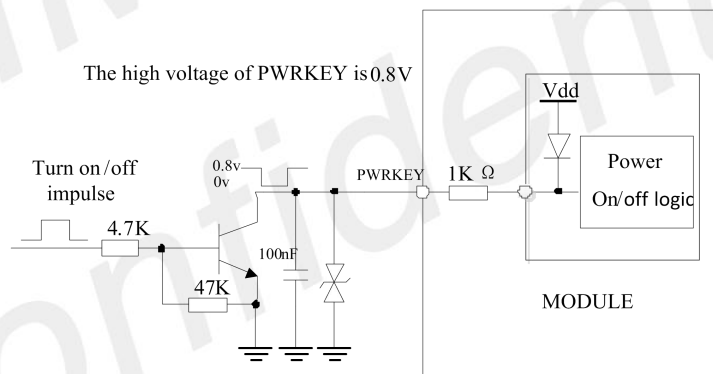 The high voltage of PWRKEY is 0.8V
Vdd
Turn on/off
impulse
0.8v
0v
PWRKEY
1K Ω
Power
On/off logic
4.7K
100nF
47K
MODULE
onfident